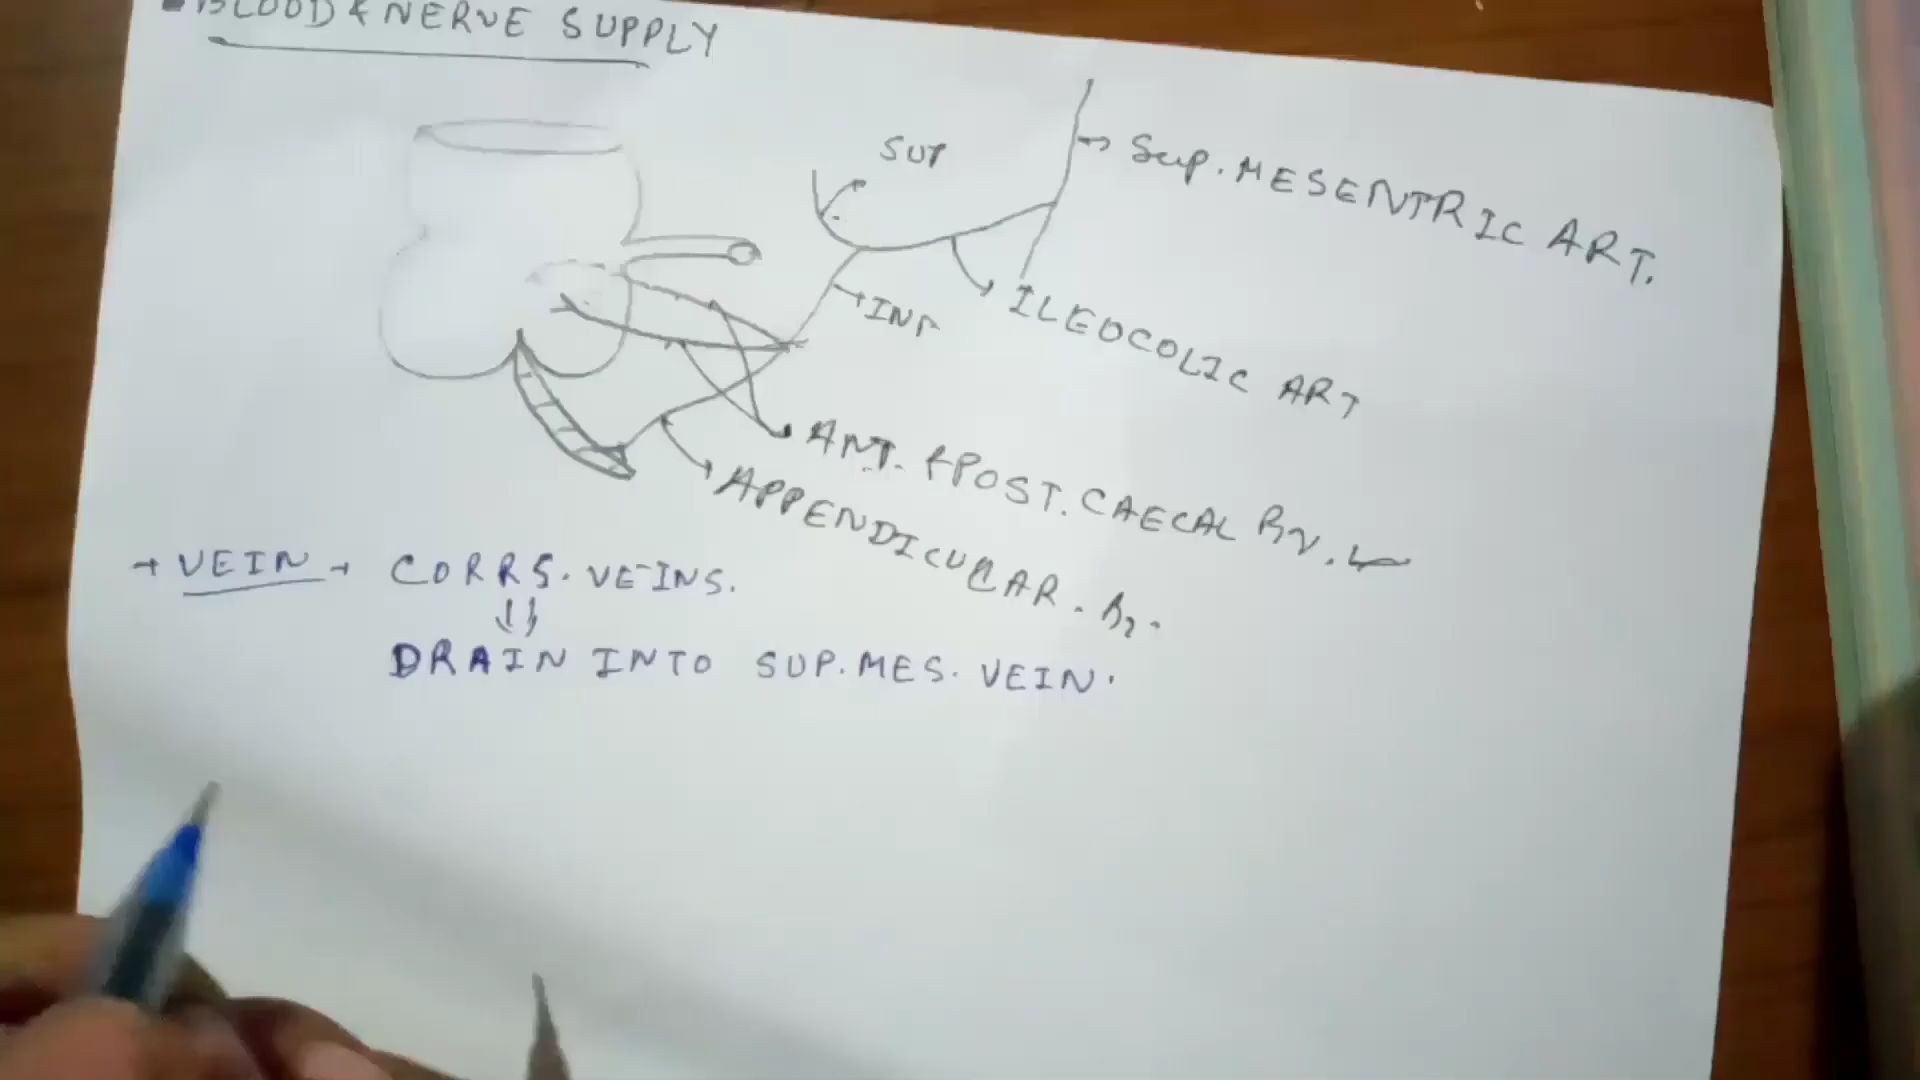 BLOOD & NERVE SUPPLY
SUP
Sup. MESENTRIC ART.
INF
ILEOCOLIC ART
ANT. & POST. CAECAL Br.
APPENDICULAR. Br.
→ VEIN → CORRS. VEINS.
DRAIN INTO SUP. MES. VEIN.